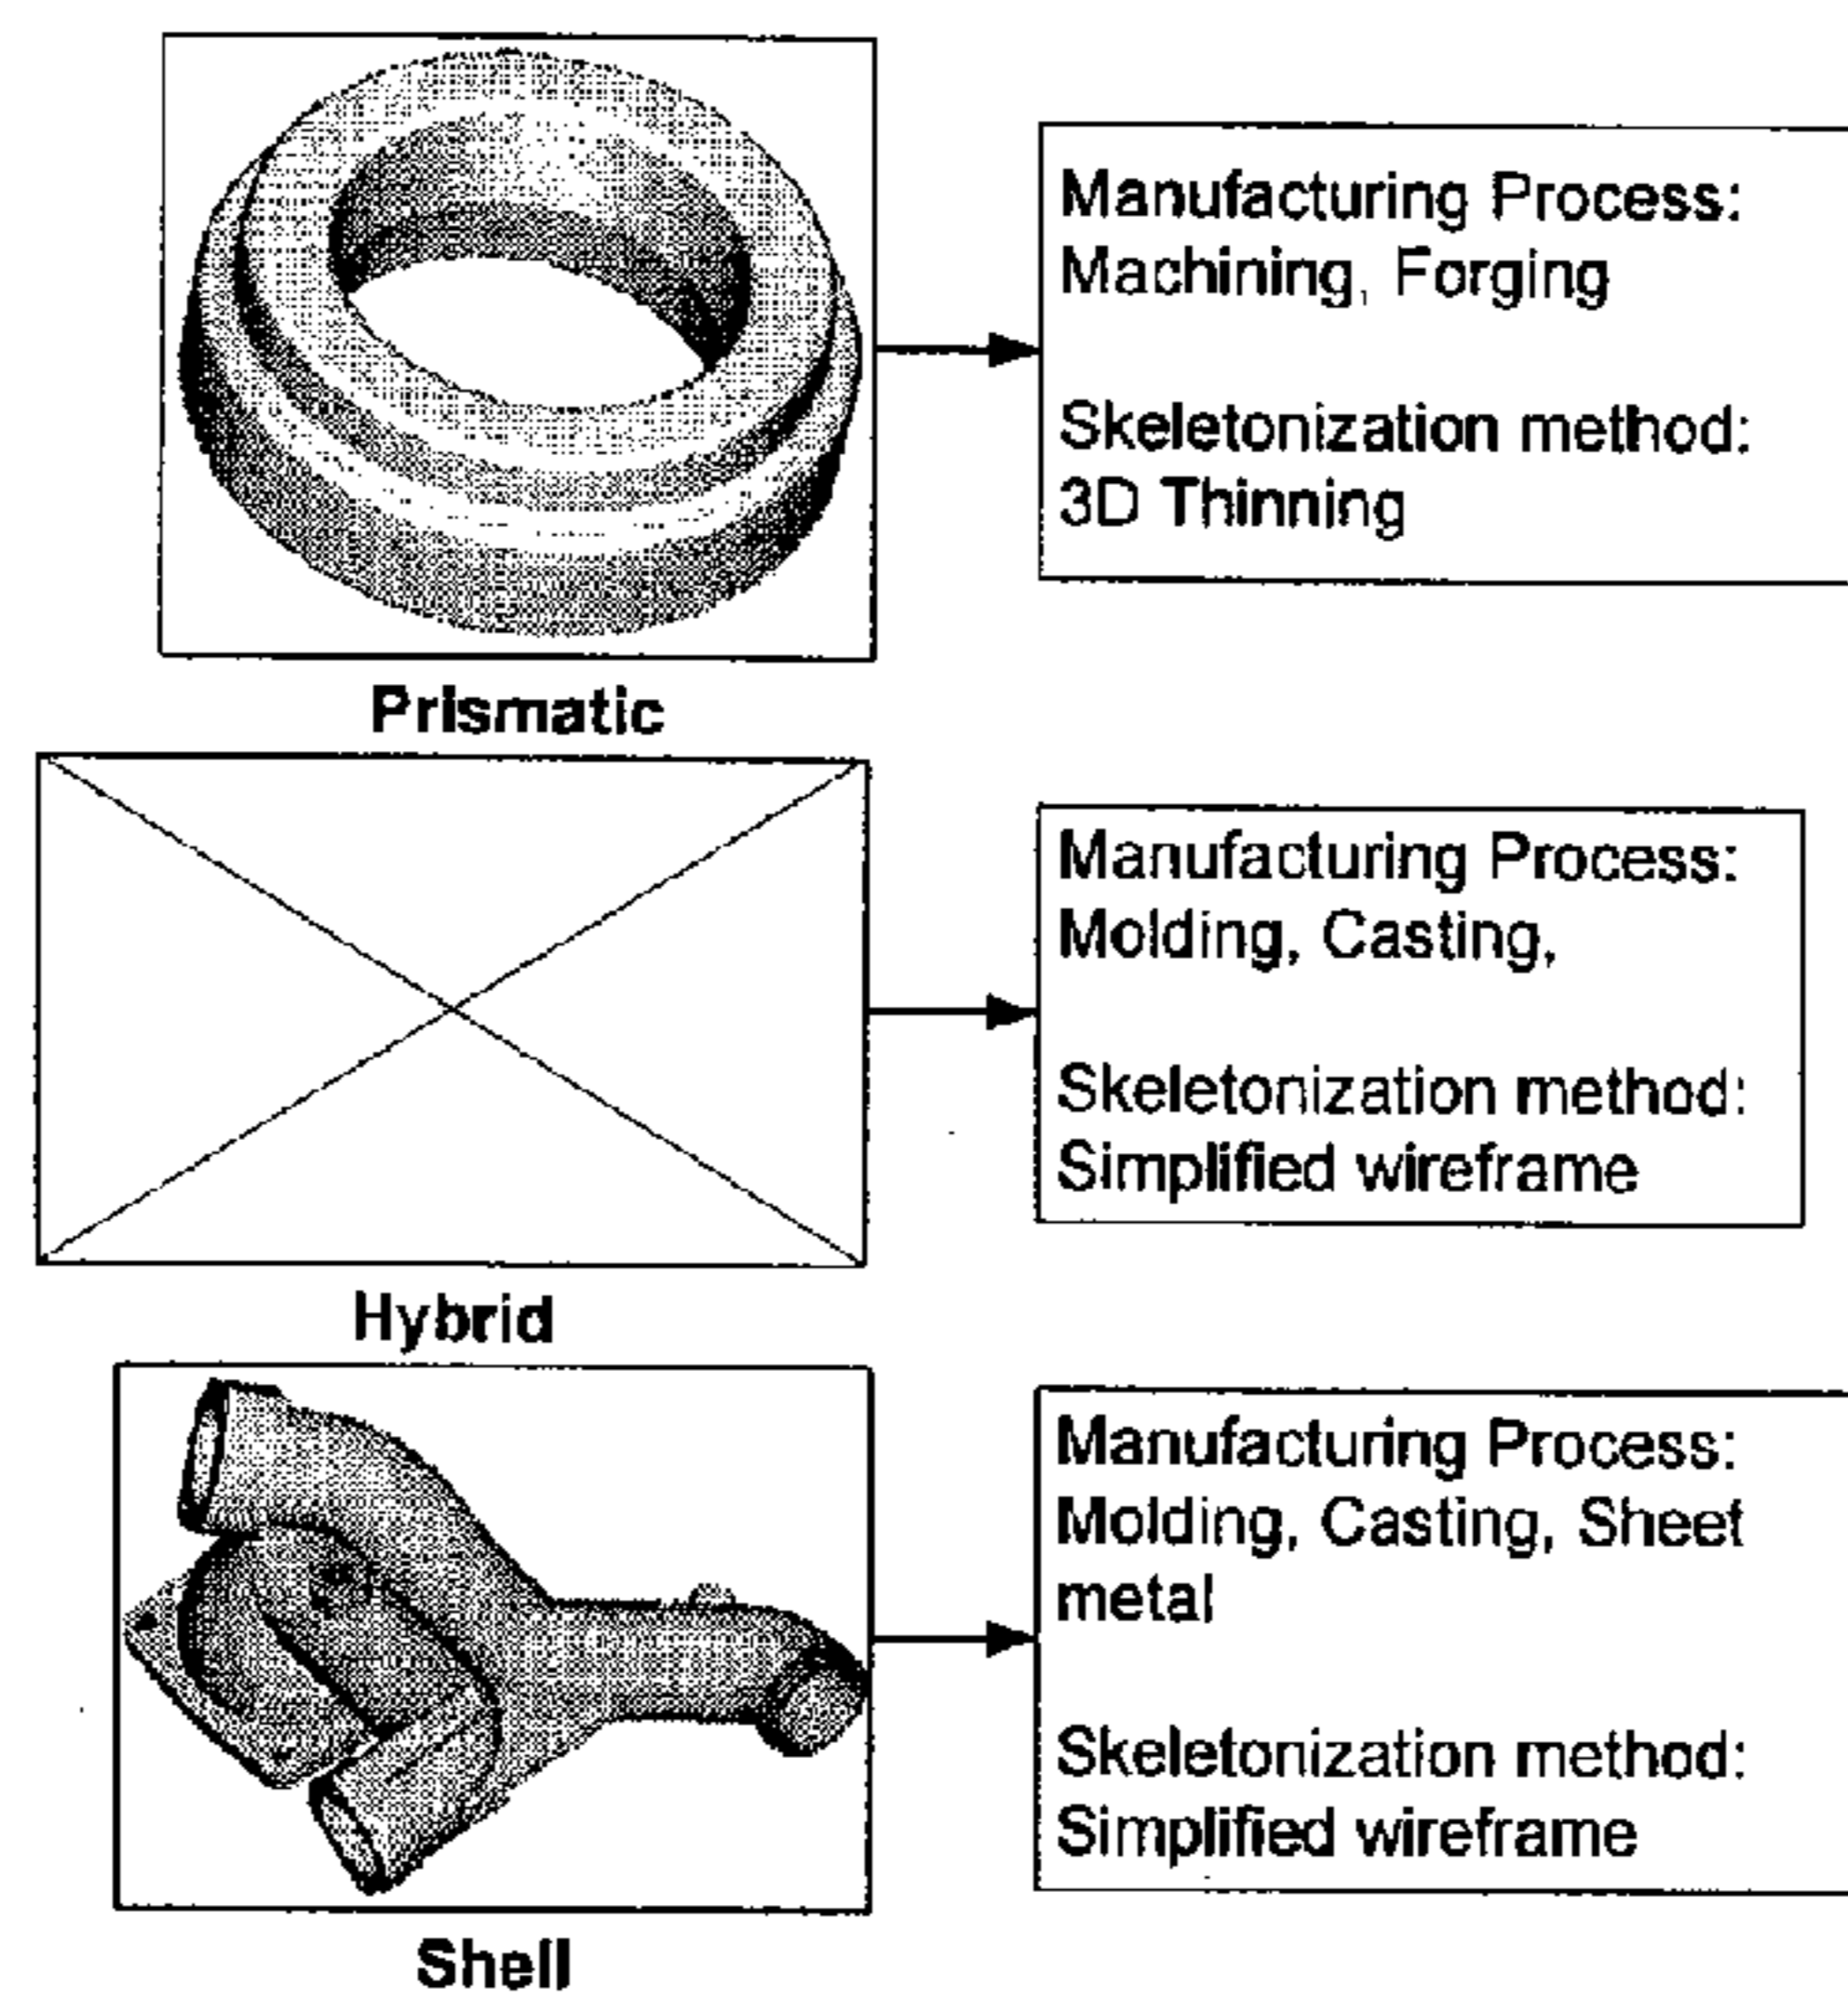 Manufacturing Process:
Machining, Forging
Skeletonization method:
3D Thinning
Prismatic
Manufacturing Process:
Molding, Casting,
Skeletonization method:
Simplified wireframe
Hybrid
Manufacturing Process:
Molding, Casting, Sheet
metal
Skeletonization method:
Simplified wireframe
Shell